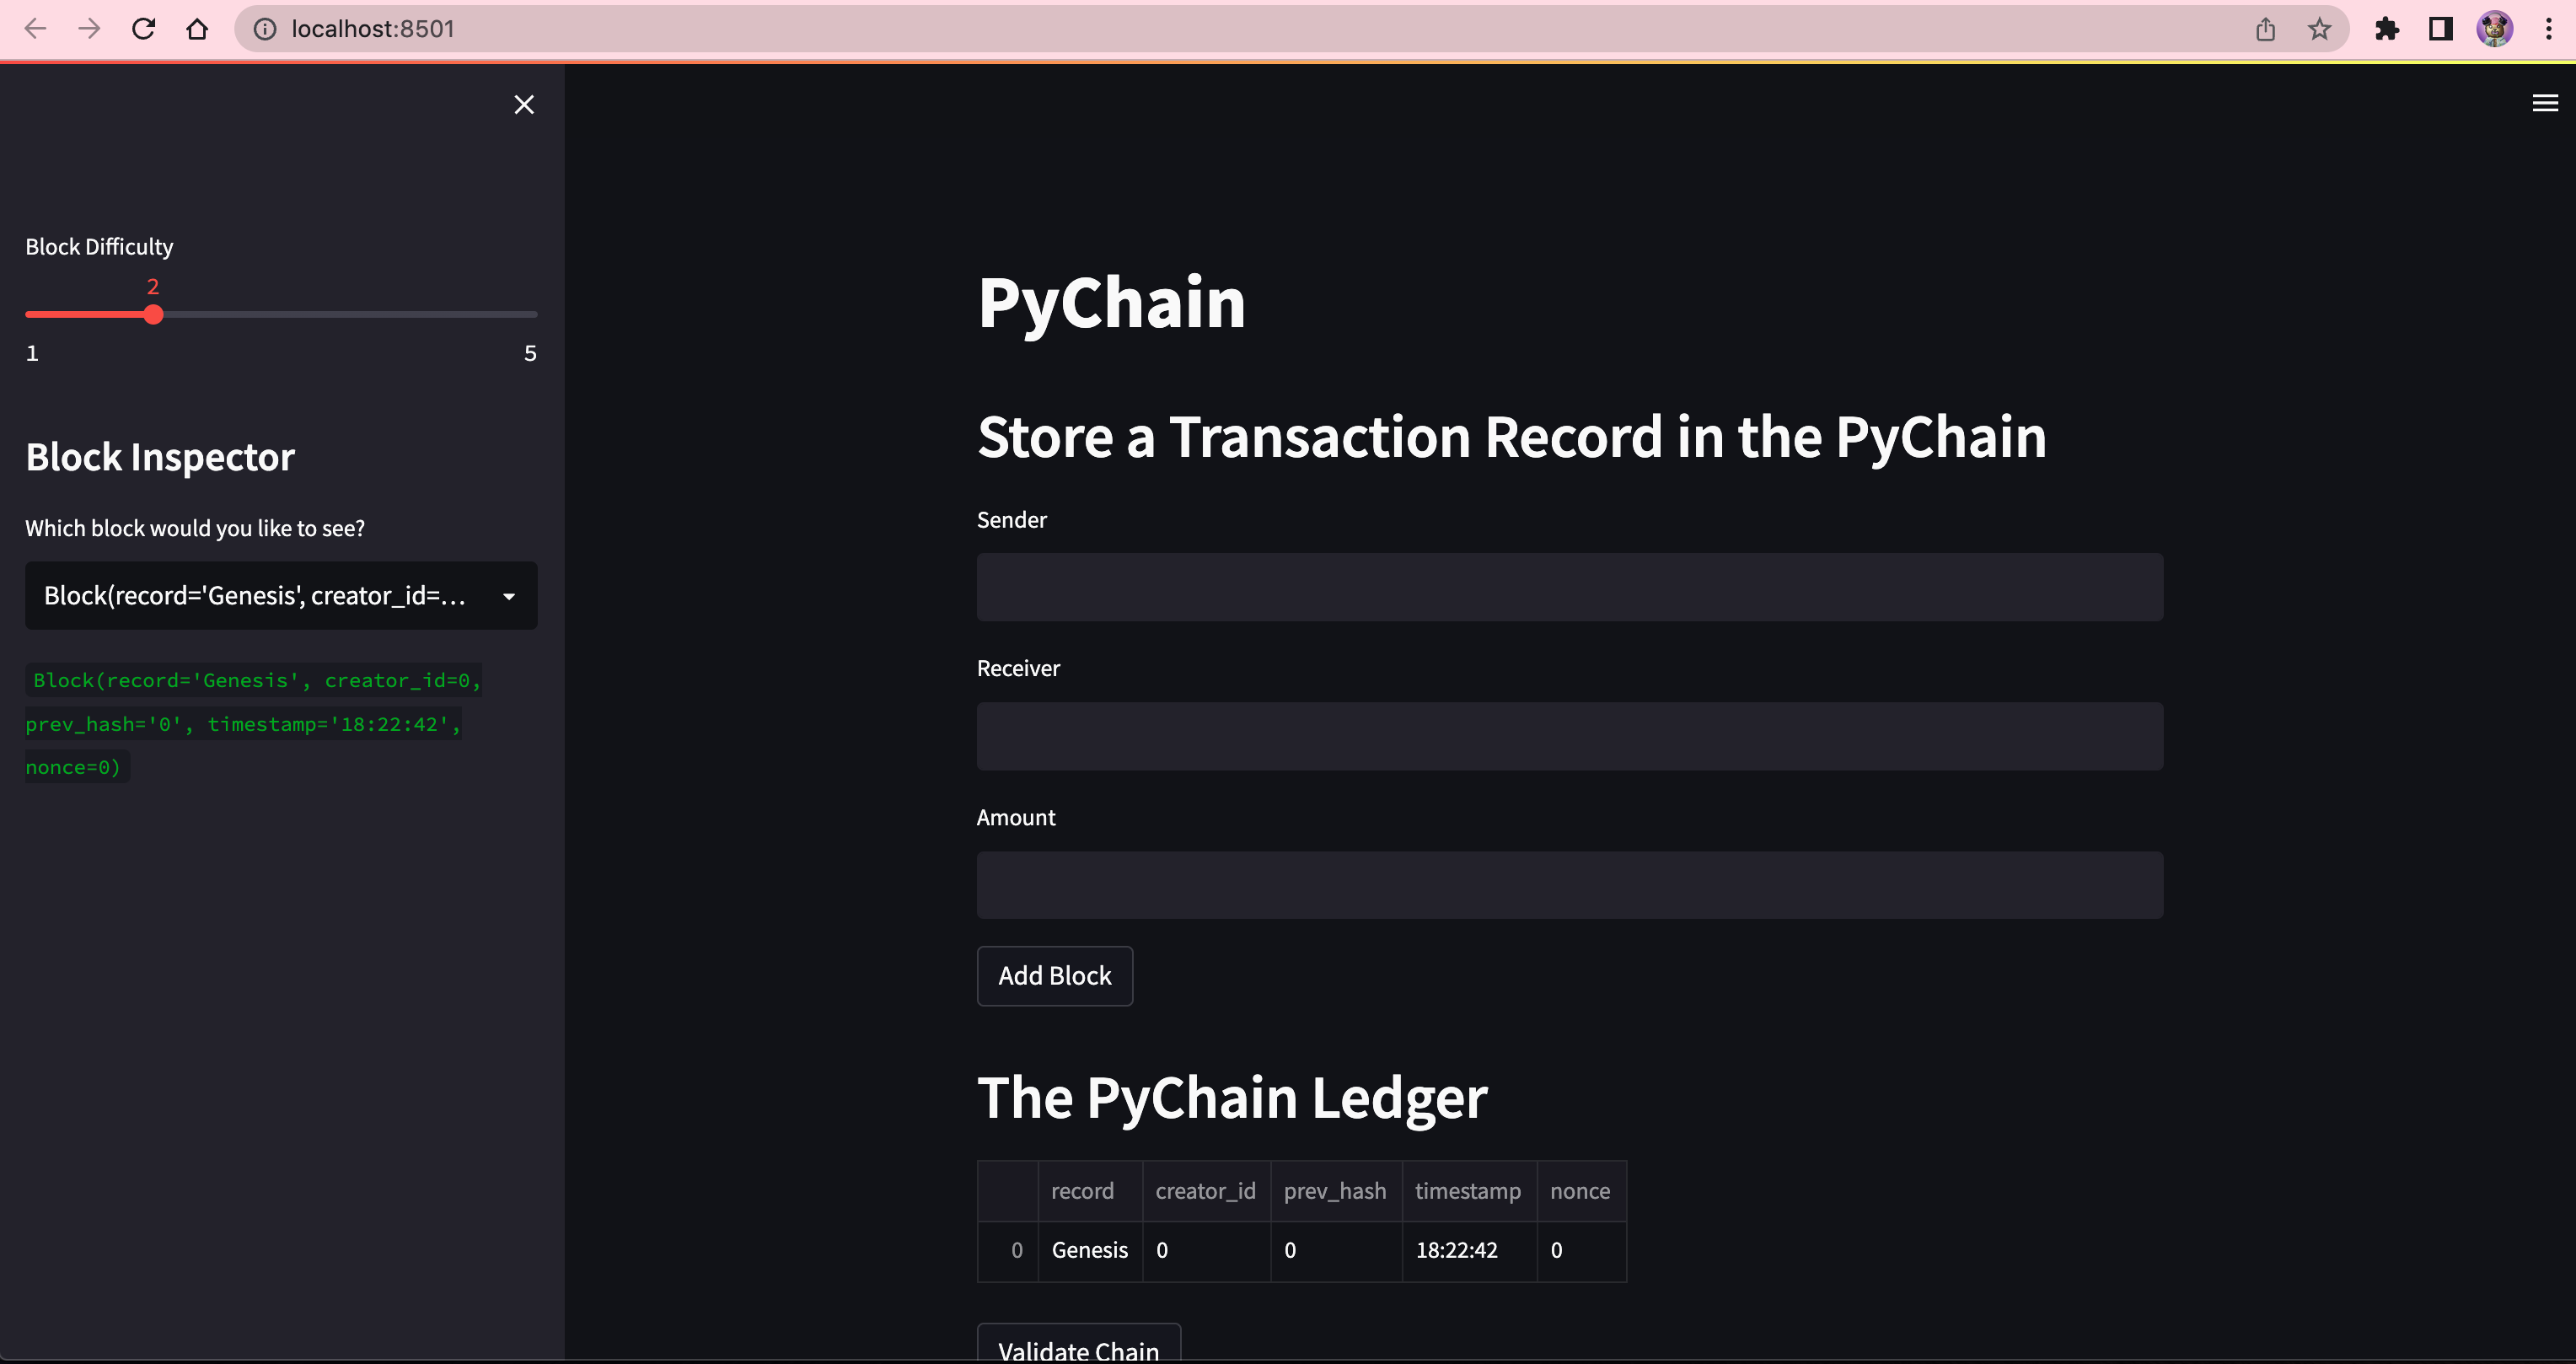 localhost:8501
Block Difficulty
2
1 5
Block Inspector
Which block would you like to see?
Block(record='Genesis', creator_id=...
Block(record='Genesis', creator_id=0,
prev_hash='0', timestamp='18:22:42',
nonce=0)
PyChain
Store a Transaction Record in the PyChain
Sender
Receiver
Amount
Add Block
The PyChain Ledger
record creator_id prev_hash timestamp nonce
0 Genesis 0 0 18:22:42 0
Validate Chain